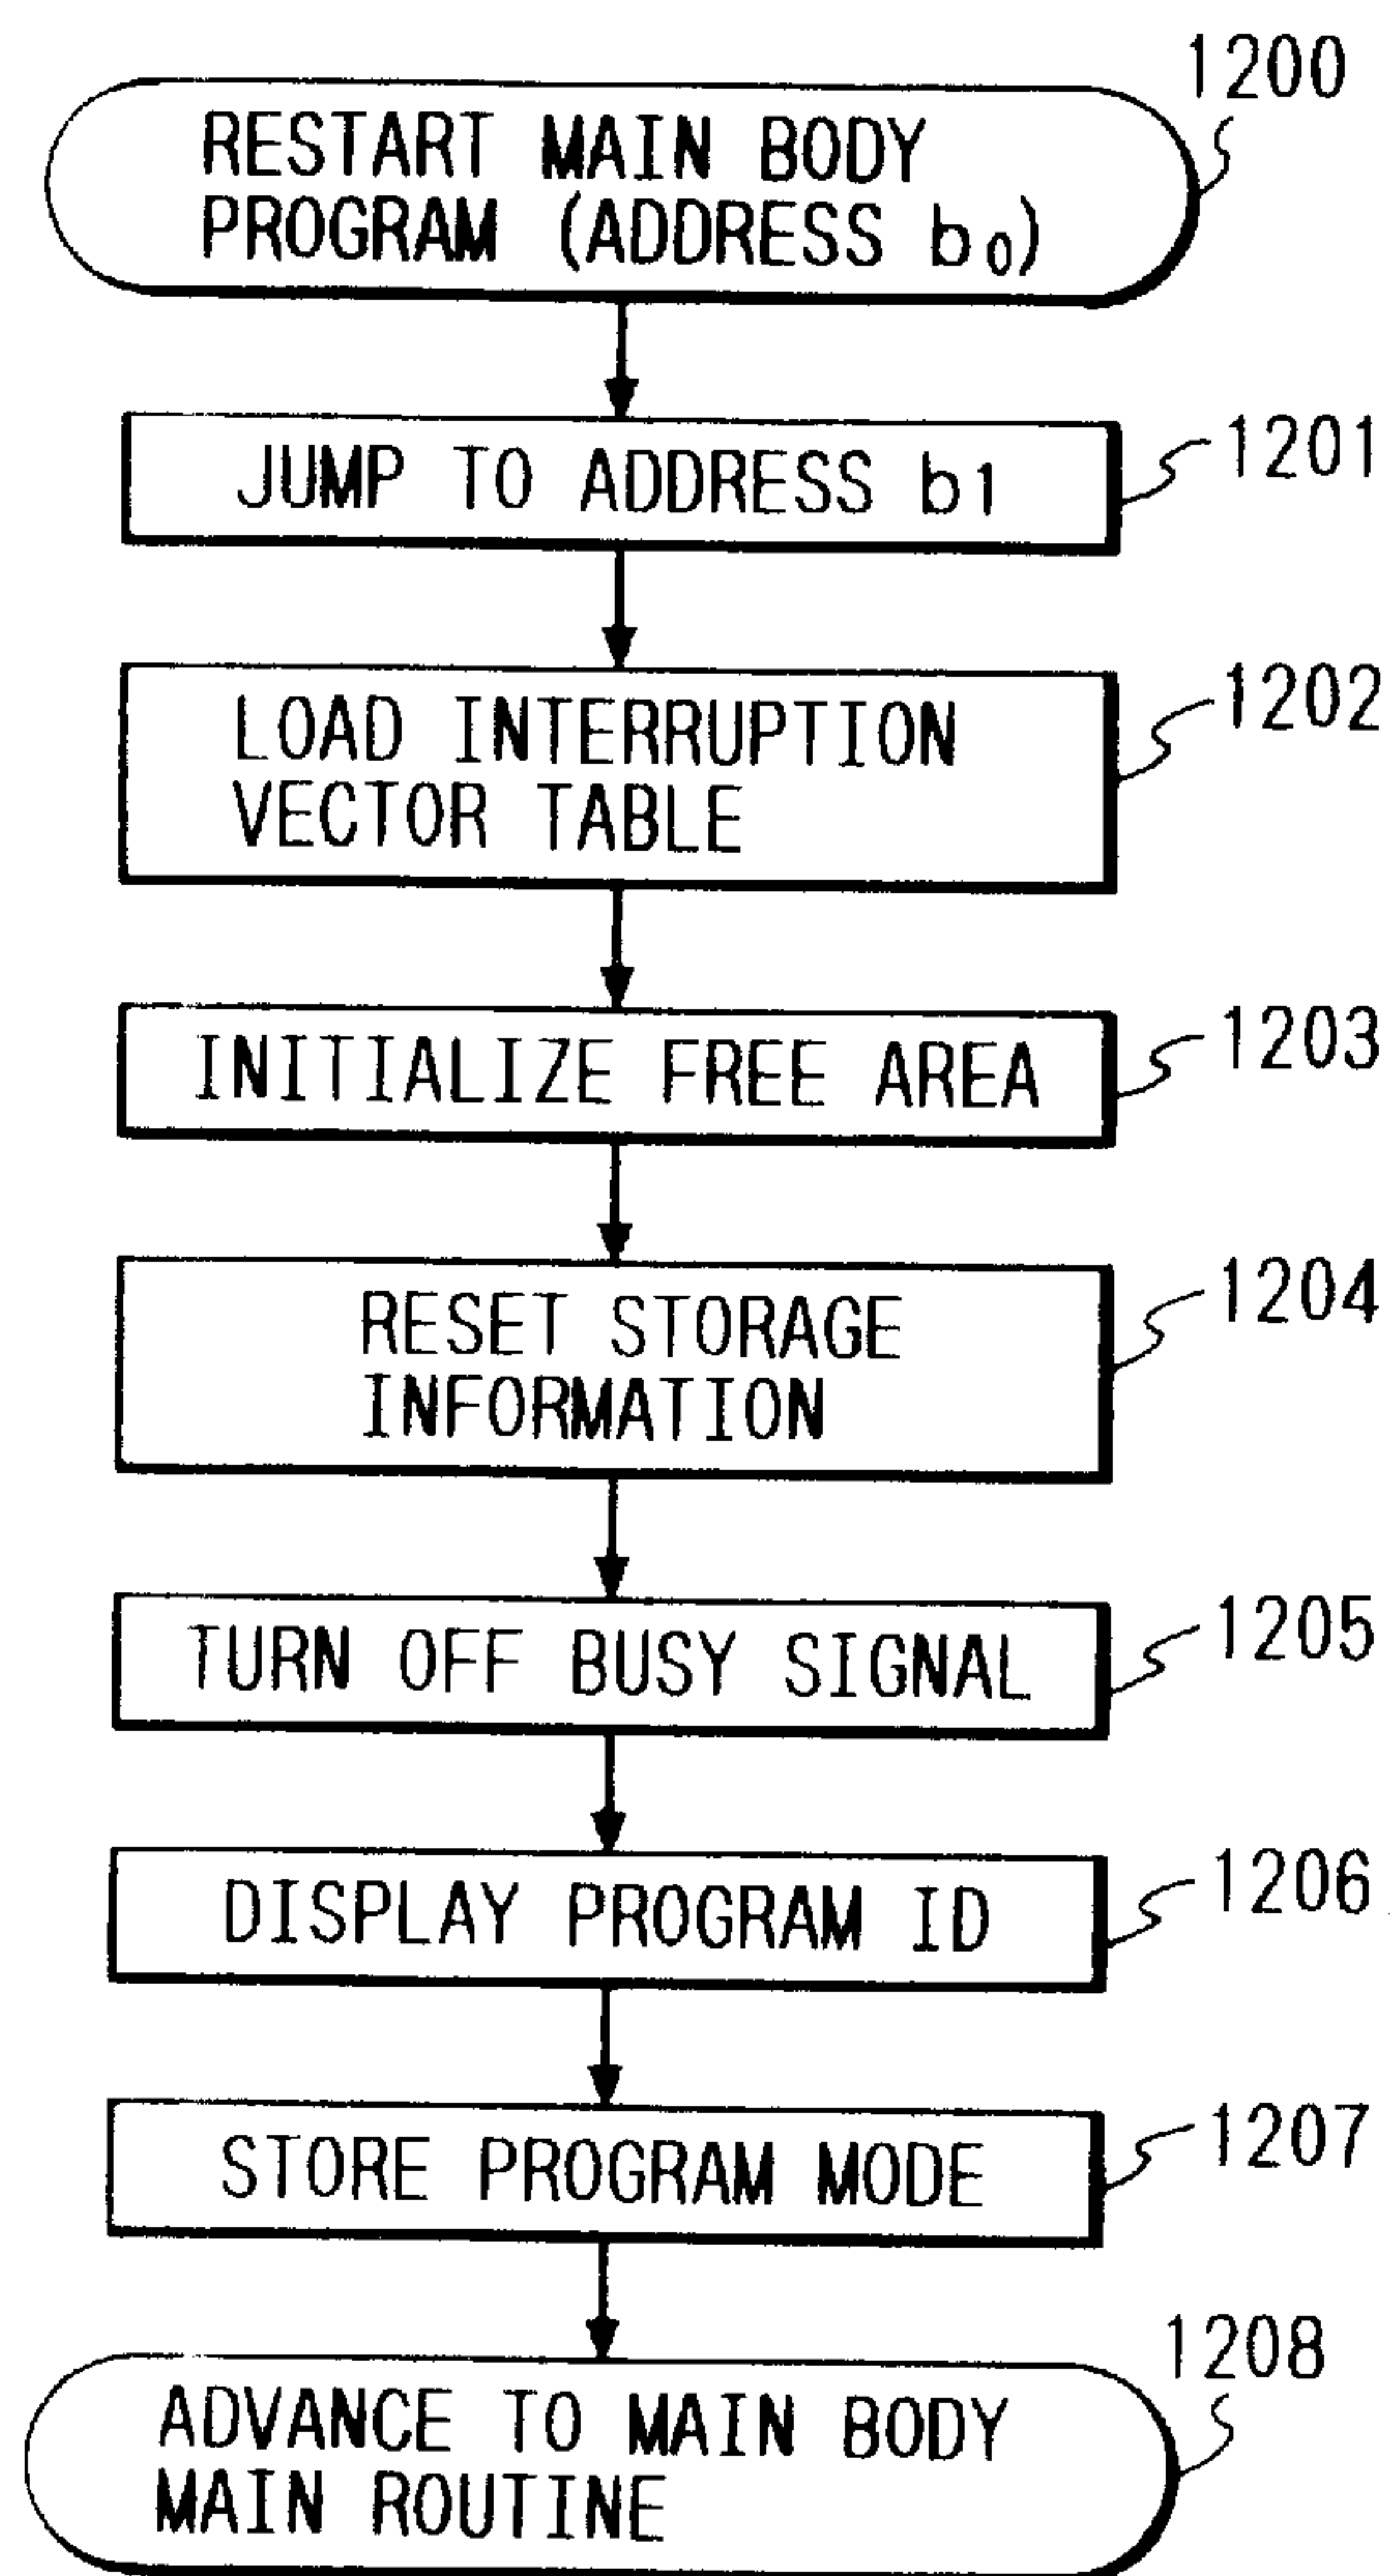 1200
RESTART MAIN BODY
PROGRAM (ADDRESS b₀)
JUMP TO ADDRESS b1
1201
LOAD INTERRUPTION
VECTOR TABLE
1202
INITIALIZE FREE AREA
1203
RESET STORAGE
INFORMATION
1204
TURN OFF BUSY SIGNAL
1205
DISPLAY PROGRAM ID
1206
STORE PROGRAM MODE
1207
1208
ADVANCE TO MAIN BODY
MAIN ROUTINE